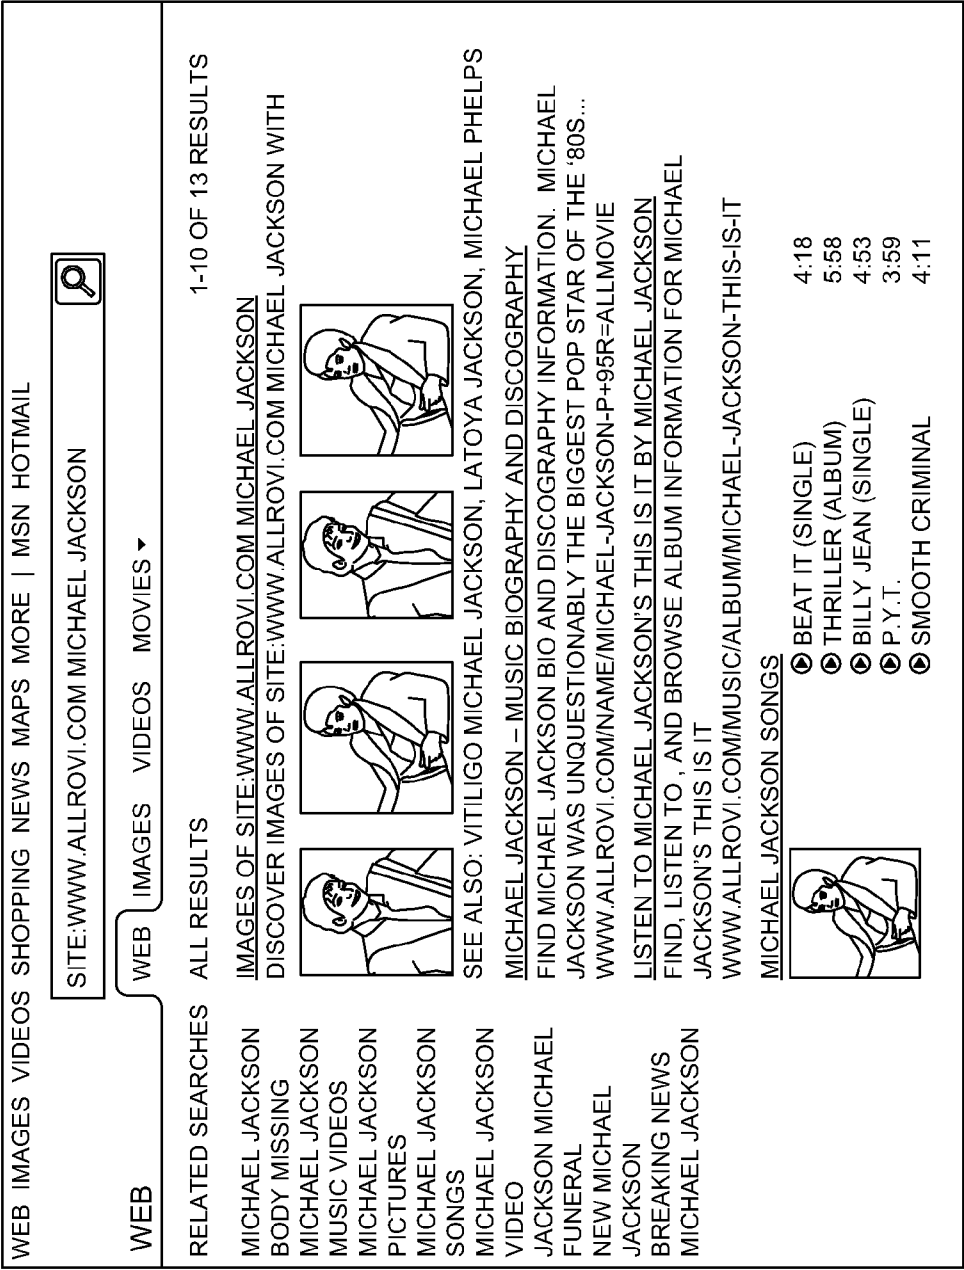 WEB IMAGES VIDEOS SHOPPING NEWS MAPS MORE | MSN HOTMAIL
SITE:WWW.ALLROVI.COM MICHAEL JACKSON
WEB
WEB IMAGES VIDEOS MOVIES
RELATED SEARCHES
MICHAEL JACKSON
BODY MISSING
MICHAEL JACKSON
MUSIC VIDEOS
MICHAEL JACKSON
PICTURES
MICHAEL JACKSON
SONGS
MICHAEL JACKSON
VIDEO
JACKSON MICHAEL
FUNERAL
NEW MICHAEL
JACKSON
BREAKING NEWS
MICHAEL JACKSON
ALL RESULTS 1-10 OF 13 RESULTS
IMAGES OF SITE:WWW.ALLROVI.COM MICHAEL JACKSON
DISCOVER IMAGES OF SITE:WWW.ALLROVI.COM MICHAEL JACKSON WITH
SEE ALSO: VITILIGO MICHAEL JACKSON, LATOYA JACKSON, MICHAEL PHELPS
MICHAEL JACKSON – MUSIC BIOGRAPHY AND DISCOGRAPHY
FIND MICHAEL JACKSON BIO AND DISCOGRAPHY INFORMATION. MICHAEL
JACKSON WAS UNQUESTIONABLY THE BIGGEST POP STAR OF THE ‘80S...
WWW.ALLROVI.COM/NAME/MICHAEL-JACKSON-P+95R=ALLMOVIE
LISTEN TO MICHAEL JACKSON’S THIS IS IT BY MICHAEL JACKSON
FIND, LISTEN TO, AND BROWSE ALBUM INFORMATION FOR MICHAEL
JACKSON’S THIS IS IT
WWW.ALLROVI.COM/MUSIC/ALBUM/MICHAEL-JACKSON-THIS-IS-IT
MICHAEL JACKSON SONGS
BEAT IT (SINGLE) 4:18
THRILLER (ALBUM) 5:58
BILLY JEAN (SINGLE) 4:53
P.Y.T. 3:59
SMOOTH CRIMINAL 4:11